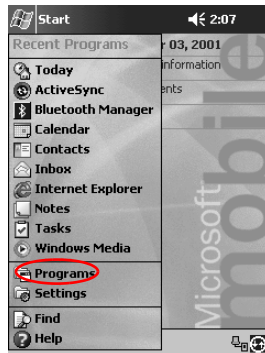 Start 2:07
Recent Programs r 03, 2001
Today information
ActiveSync ents
Bluetooth Manager
Calendar
Contacts
Inbox
Internet Explorer
Notes
Tasks
Windows Media
Programs
Settings
Find
Help
Microsoft
mobile